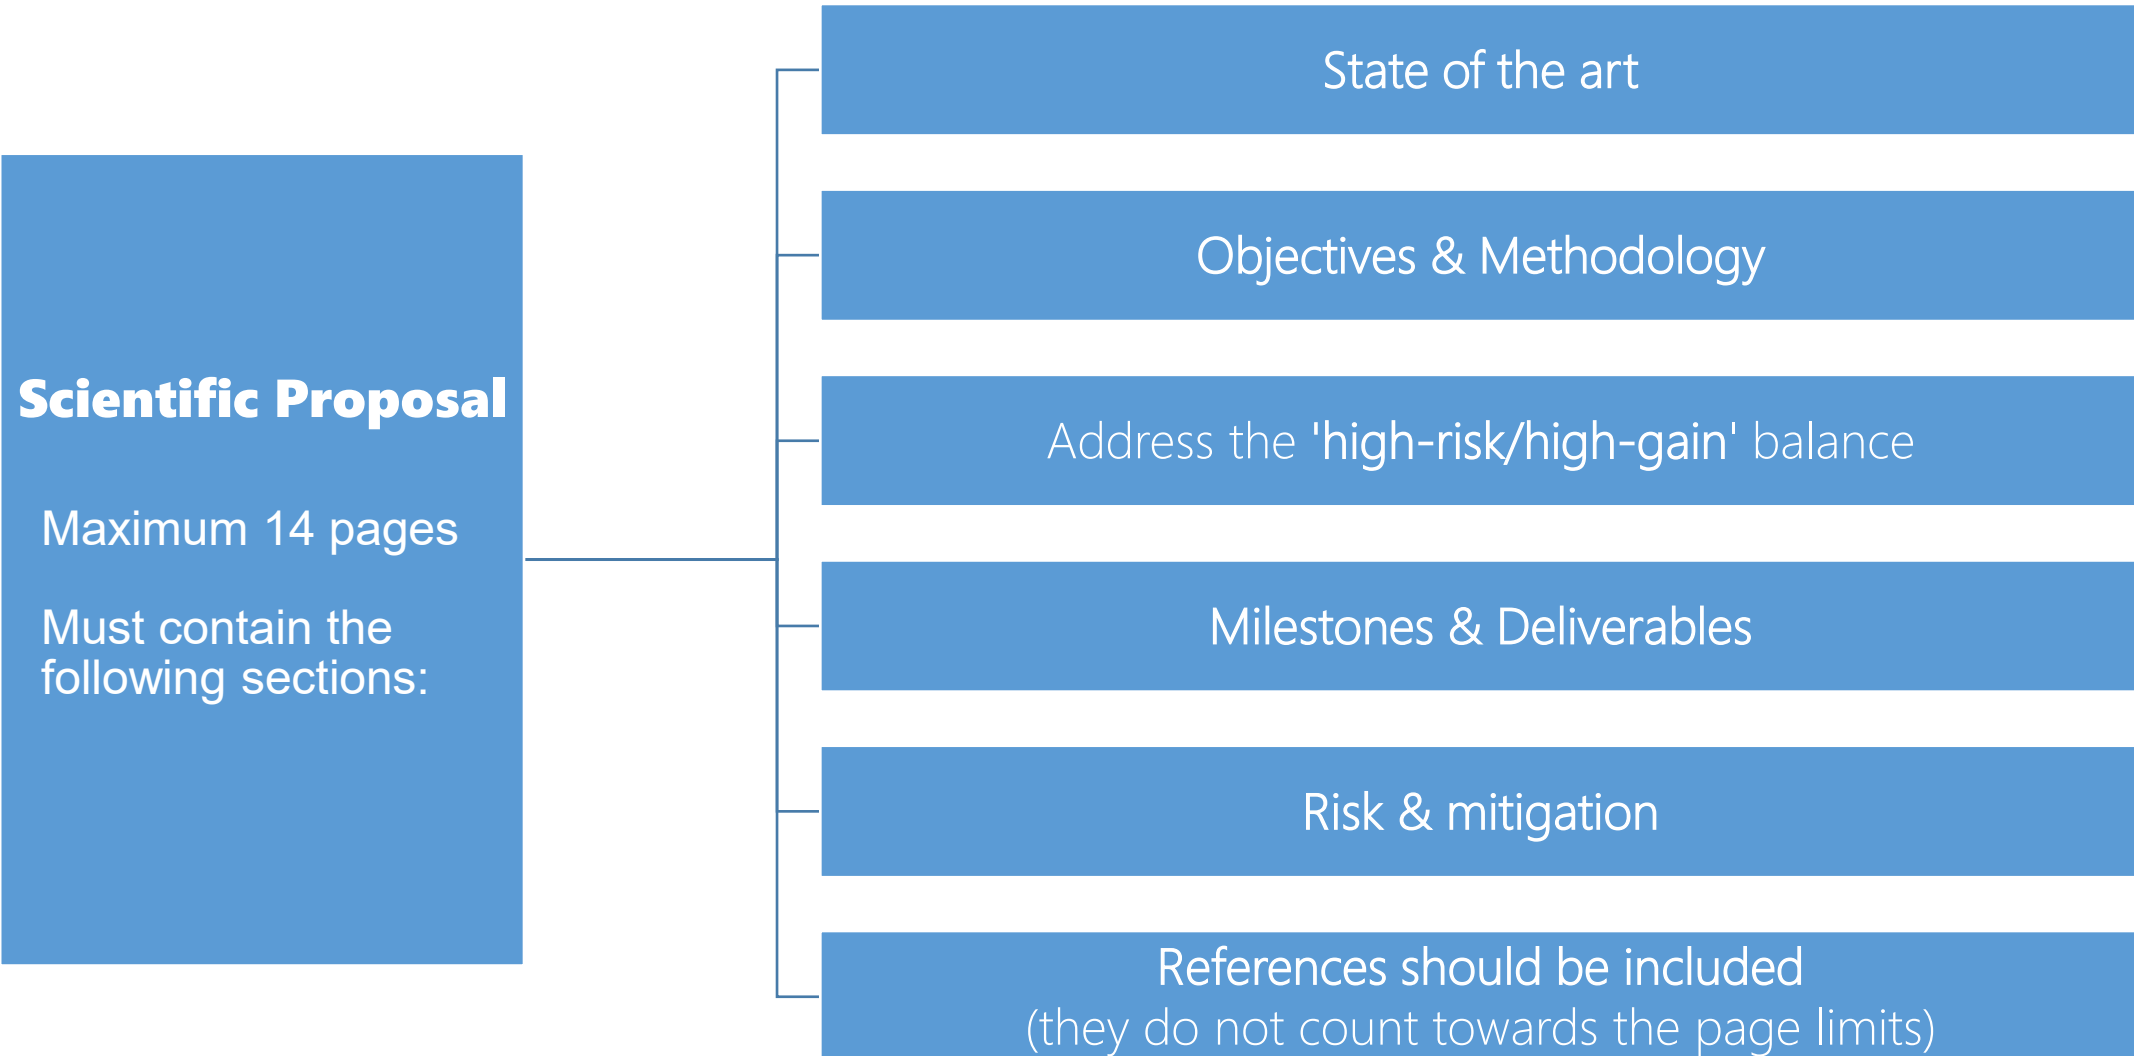 Scientific Proposal
Maximum 14 pages
Must contain the
following sections:
State of the art
Objectives & Methodology
Address the 'high-risk/high-gain' balance
Milestones & Deliverables
Risk & mitigation
References should be included
(they do not count towards the page limits)